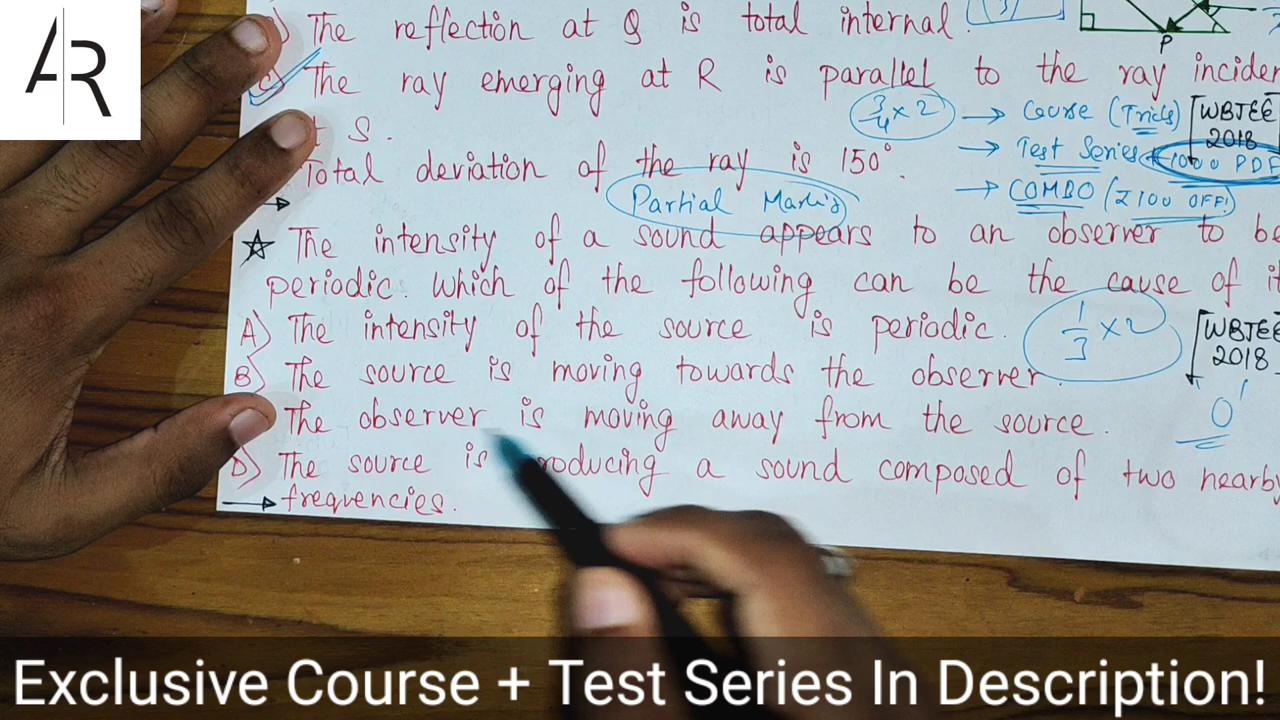 AR
The reflection at Q is total internal.
P
The ray emerging at R is parallel to the ray inciden
S.
3/4 × 2 → Course (Tricks) [WBJEE 2018
→ Test Series + 1000 PDF
Total deviation of the ray is 150°.
Partial Marks → COMBO (₹100 OFF!)
☆ The intensity of a sound appears to an observer to be
periodic. Which of the following can be the cause of it
A) The intensity of the source is periodic. 1/3 × 2 [WBJEE 2018
B) The source is moving towards the observer.
The observer is moving away from the source. 0
D) The source is producing a sound composed of two nearby
→ frequencies.
Exclusive Course + Test Series In Description!